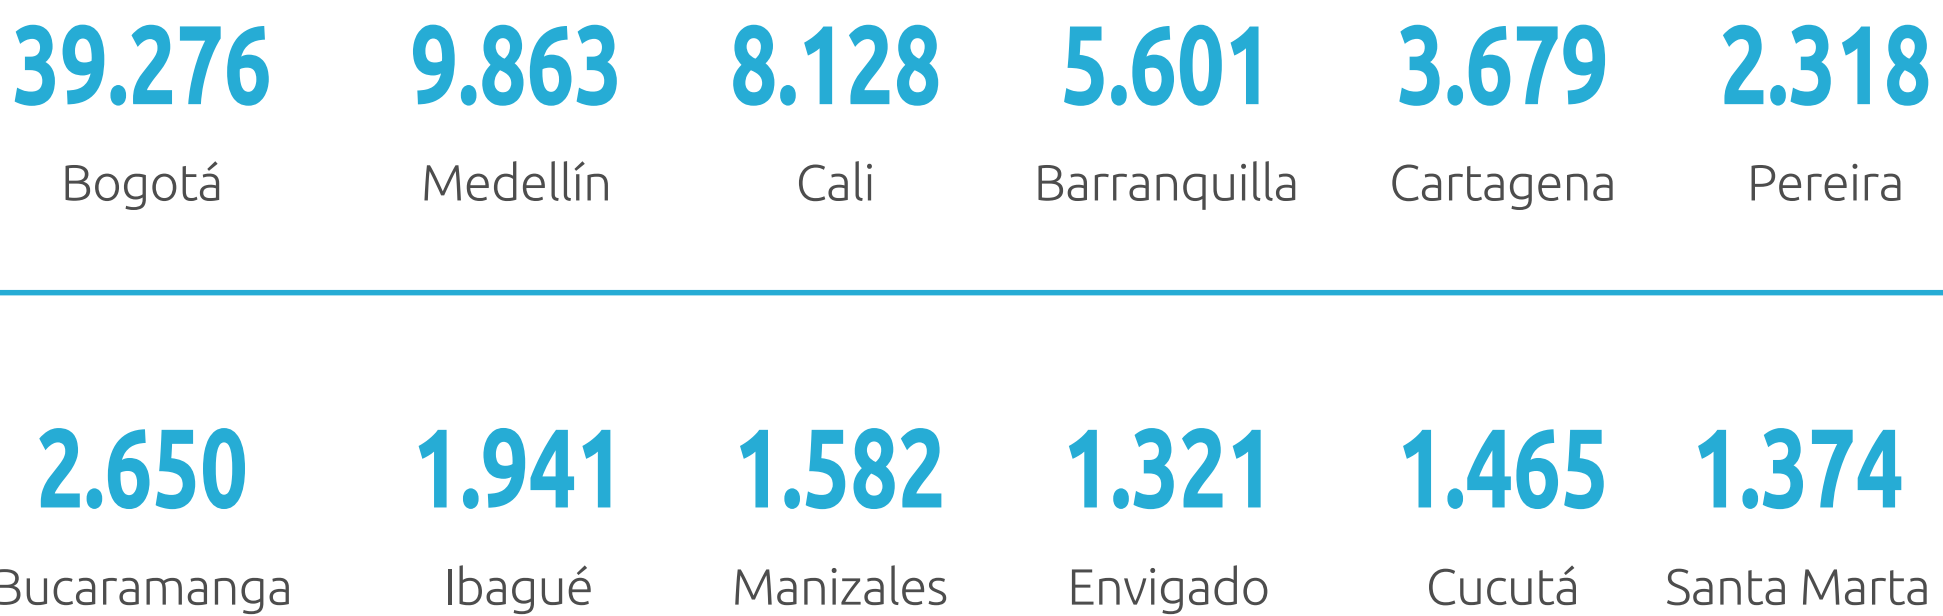 39.276 9.863 8.128 5.601 3.679 2.318
Bogotá Medellín Cali Barranquilla Cartagena Pereira
2.650 1.941 1.582 1.321 1.465 1.374
Bucaramanga Ibagué Manizales Envigado Cucutá Santa Marta